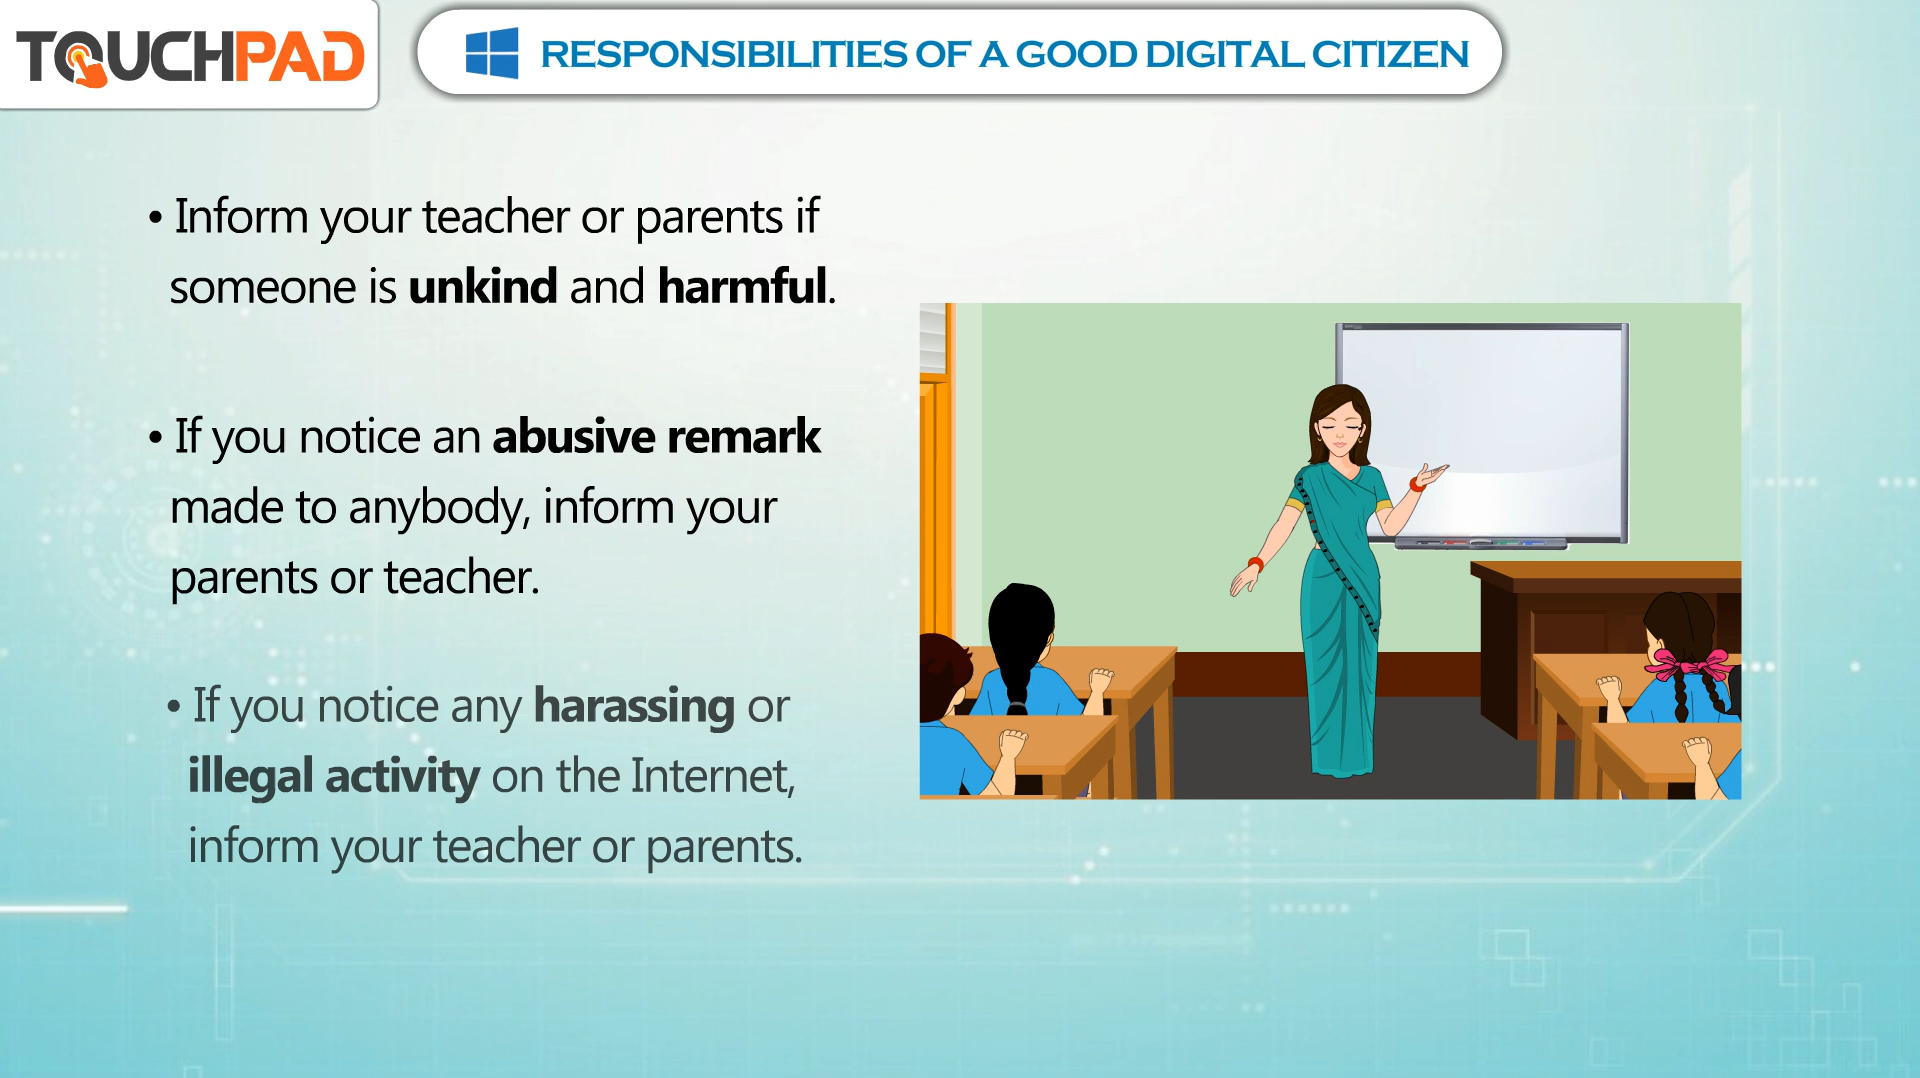 TOUCHPAD
RESPONSIBILITIES OF A GOOD DIGITAL CITIZEN
• Inform your teacher or parents if
someone is unkind and harmful.
• If you notice an abusive remark
made to anybody, inform your
parents or teacher.
• If you notice any harassing or
illegal activity on the Internet,
inform your teacher or parents.